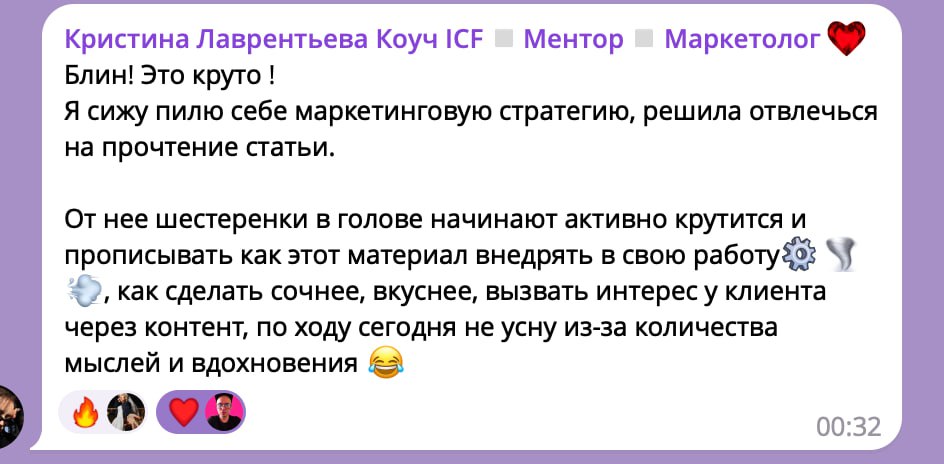 Кристина Лаврентьева Коуч ICF ◽ Ментор ◽ Маркетолог ❤️
Блин! Это круто !
Я сижу пилю себе маркетинговую стратегию, решила отвлечься
на прочтение статьи.
От нее шестеренки в голове начинают активно крутится и
прописывать как этот материал внедрять в свою работу⚙️🌪
💨, как сделать сочнее, вкуснее, вызвать интерес у клиента
через контент, по ходу сегодня не усну из-за количества
мыслей и вдохновения 😂
🔥 ❤️
00:32